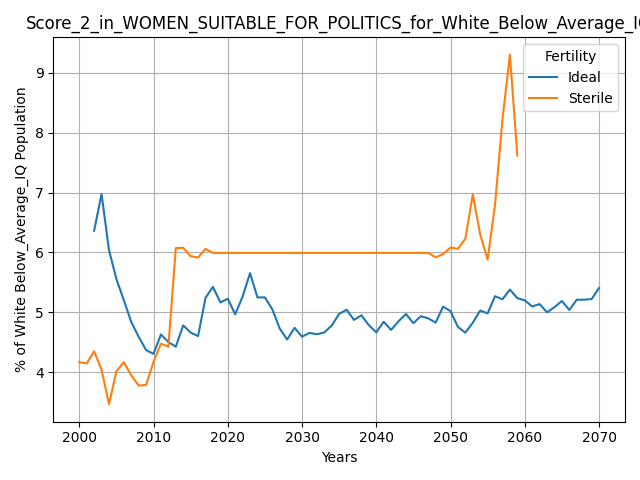 Score_2_in_WOMEN_SUITABLE_FOR_POLITICS_for_White_Below_Average_IQ
Fertility
Ideal
Sterile
% of White Below_Average_IQ Population
9
8
7
6
5
4
2000 2010 2020 2030 2040 2050 2060 2070
Years